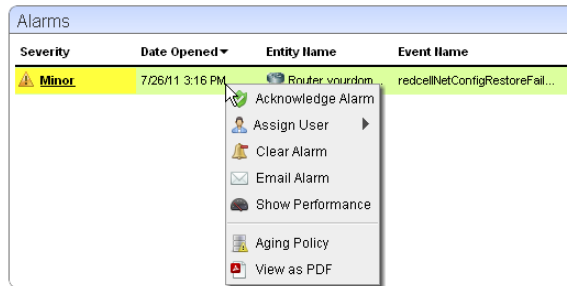 Alarms
Severity Date Opened Entity Name Event Name
Minor 7/26/11 3:16 PM Router yourdom... redcellNetConfigRestoreFail...
Acknowledge Alarm
Assign User
Clear Alarm
Email Alarm
Show Performance
Aging Policy
View as PDF